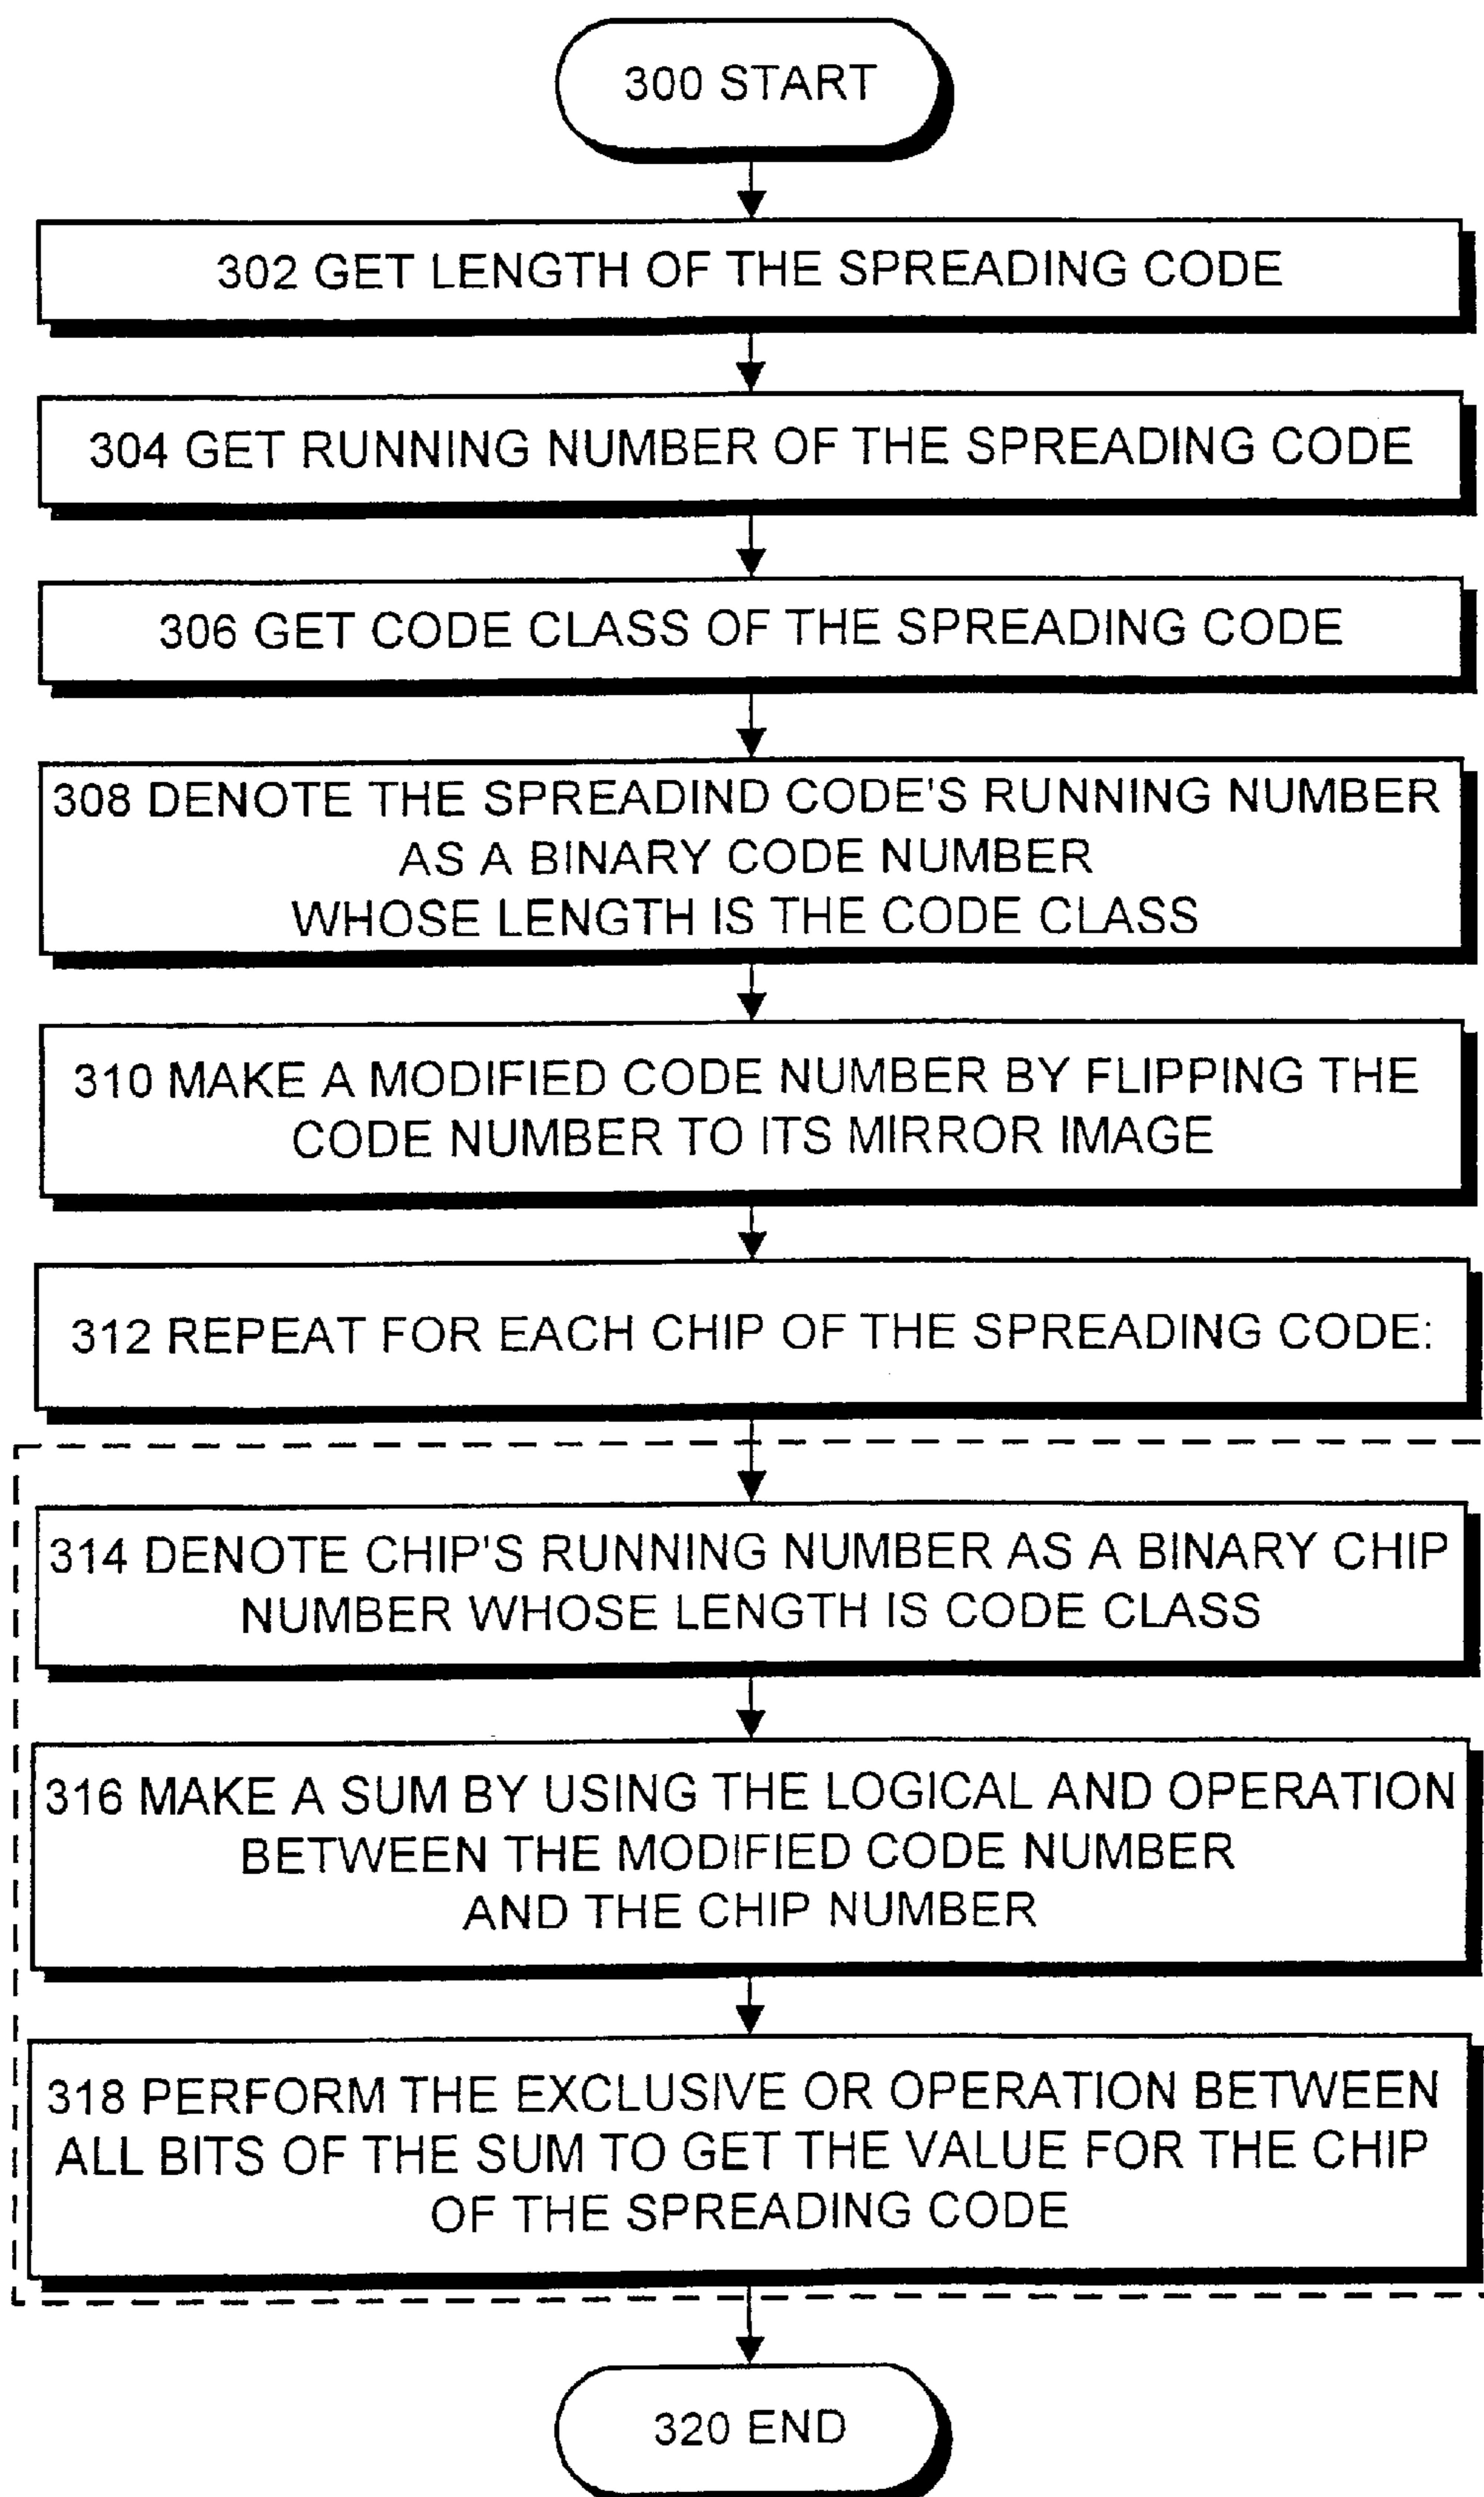 300 START
302 GET LENGTH OF THE SPREADING CODE
304 GET RUNNING NUMBER OF THE SPREADING CODE
306 GET CODE CLASS OF THE SPREADING CODE
308 DENOTE THE SPREADIND CODE'S RUNNING NUMBER
AS A BINARY CODE NUMBER
WHOSE LENGTH IS THE CODE CLASS
310 MAKE A MODIFIED CODE NUMBER BY FLIPPING THE
CODE NUMBER TO ITS MIRROR IMAGE
312 REPEAT FOR EACH CHIP OF THE SPREADING CODE:
314 DENOTE CHIP'S RUNNING NUMBER AS A BINARY CHIP
NUMBER WHOSE LENGTH IS CODE CLASS
316 MAKE A SUM BY USING THE LOGICAL AND OPERATION
BETWEEN THE MODIFIED CODE NUMBER
AND THE CHIP NUMBER
318 PERFORM THE EXCLUSIVE OR OPERATION BETWEEN
ALL BITS OF THE SUM TO GET THE VALUE FOR THE CHIP
OF THE SPREADING CODE
320 END